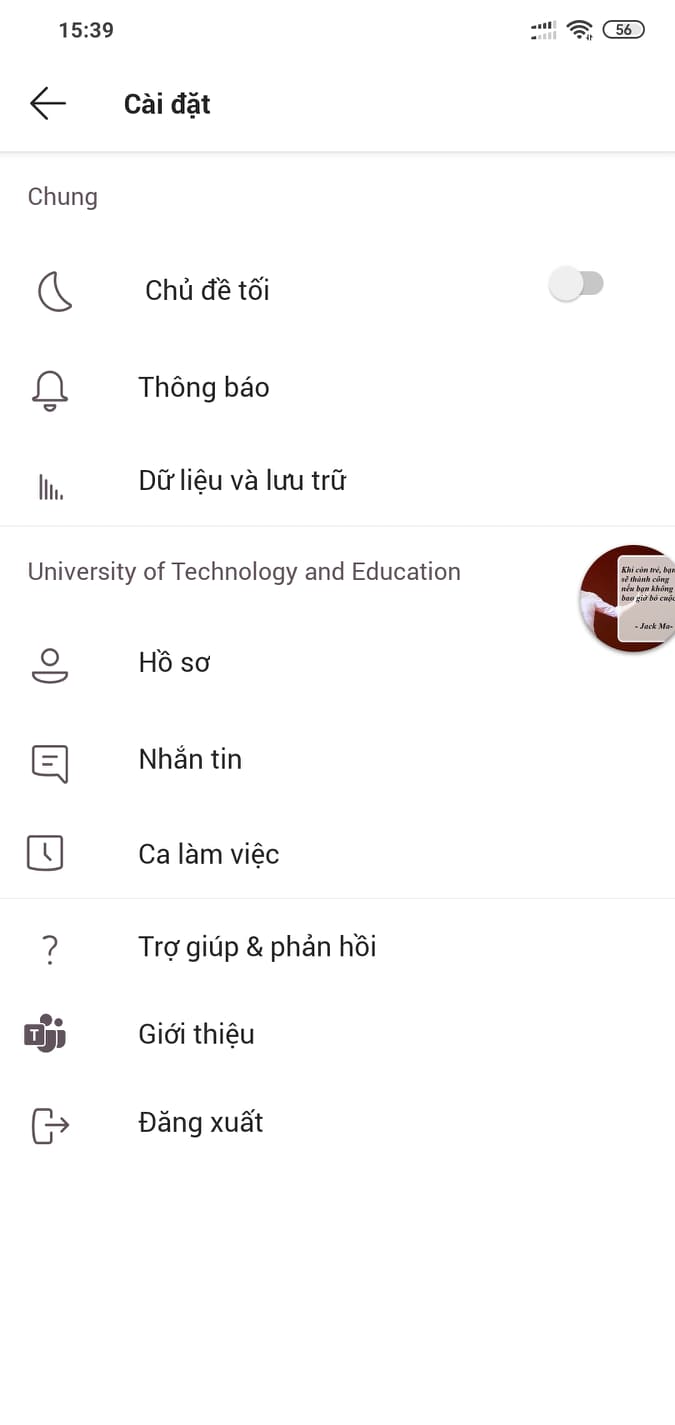 15:39
56
Cài đặt
Chung
Chủ đề tối
Thông báo
Dữ liệu và lưu trữ
University of Technology and Education
Khi còn trẻ, bạn
sẽ thành công
nếu bạn không
bao giờ bỏ cuộc
- Jack Ma-
Hồ sơ
Nhắn tin
Ca làm việc
?
Trợ giúp & phản hồi
T
Giới thiệu
Đăng xuất